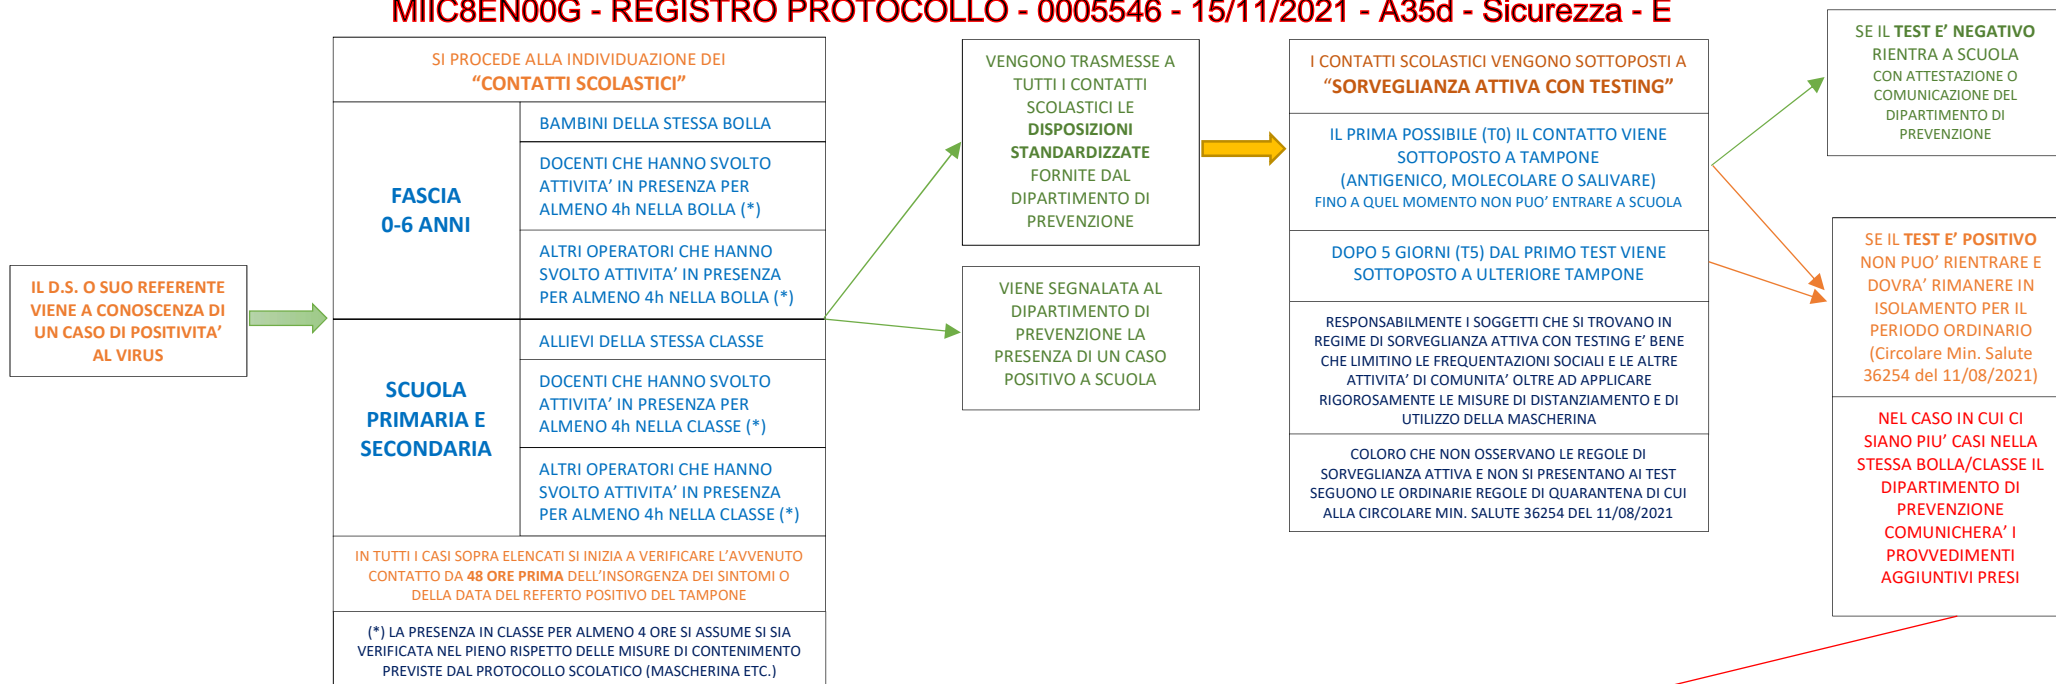 MIIC8EN00G - REGISTRO PROTOCOLLO - 0005546 - 15/11/2021 - A35d - Sicurezza - E
IL D.S. O SUO REFERENTE
VIENE A CONOSCENZA DI
UN CASO DI POSITIVITA’
AL VIRUS
SI PROCEDE ALLA INDIVIDUAZIONE DEI
“CONTATTI SCOLASTICI”
FASCIA
0-6 ANNI
BAMBINI DELLA STESSA BOLLA
DOCENTI CHE HANNO SVOLTO
ATTIVITA’ IN PRESENZA PER
ALMENO 4h NELLA BOLLA (*)
ALTRI OPERATORI CHE HANNO
SVOLTO ATTIVITA’ IN PRESENZA
PER ALMENO 4h NELLA BOLLA (*)
SCUOLA
PRIMARIA E
SECONDARIA
ALLIEVI DELLA STESSA CLASSE
DOCENTI CHE HANNO SVOLTO
ATTIVITA’ IN PRESENZA PER
ALMENO 4h NELLA CLASSE (*)
ALTRI OPERATORI CHE HANNO
SVOLTO ATTIVITA’ IN PRESENZA
PER ALMENO 4h NELLA CLASSE (*)
IN TUTTI I CASI SOPRA ELENCATI SI INIZIA A VERIFICARE L’AVVENUTO
CONTATTO DA 48 ORE PRIMA DELL’INSORGENZA DEI SINTOMI O
DELLA DATA DEL REFERTO POSITIVO DEL TAMPONE
(*) LA PRESENZA IN CLASSE PER ALMENO 4 ORE SI ASSUME SI SIA
VERIFICATA NEL PIENO RISPETTO DELLE MISURE DI CONTENIMENTO
PREVISTE DAL PROTOCOLLO SCOLATICO (MASCHERINA ETC.)
VENGONO TRASMESSE A
TUTTI I CONTATTI
SCOLASTICI LE
DISPOSIZIONI
STANDARDIZZATE
FORNITE DAL
DIPARTIMENTO DI
PREVENZIONE
VIENE SEGNALATA AL
DIPARTIMENTO DI
PREVENZIONE LA
PRESENZA DI UN CASO
POSITIVO A SCUOLA
I CONTATTI SCOLASTICI VENGONO SOTTOPOSTI A
“SORVEGLIANZA ATTIVA CON TESTING”
IL PRIMA POSSIBILE (T0) IL CONTATTO VIENE
SOTTOPOSTO A TAMPONE
(ANTIGENICO, MOLECOLARE O SALIVARE)
FINO A QUEL MOMENTO NON PUO’ ENTRARE A SCUOLA
DOPO 5 GIORNI (T5) DAL PRIMO TEST VIENE
SOTTOPOSTO A ULTERIORE TAMPONE
RESPONSABILMENTE I SOGGETTI CHE SI TROVANO IN
REGIME DI SORVEGLIANZA ATTIVA CON TESTING E’ BENE
CHE LIMITINO LE FREQUENTAZIONI SOCIALI E LE ALTRE
ATTIVITA’ DI COMUNITA’ OLTRE AD APPLICARE
RIGOROSAMENTE LE MISURE DI DISTANZIAMENTO E DI
UTILIZZO DELLA MASCHERINA
COLORO CHE NON OSSERVANO LE REGOLE DI
SORVEGLIANZA ATTIVA E NON SI PRESENTANO AI TEST
SEGUONO LE ORDINARIE REGOLE DI QUARANTENA DI CUI
ALLA CIRCOLARE MIN. SALUTE 36254 DEL 11/08/2021
SE IL TEST E’ NEGATIVO
RIENTRA A SCUOLA
CON ATTESTAZIONE O
COMUNICAZIONE DEL
DIPARTIMENTO DI
PREVENZIONE
SE IL TEST E’ POSITIVO
NON PUO’ RIENTRARE E
DOVRA’ RIMANERE IN
ISOLAMENTO PER IL
PERIODO ORDINARIO
(Circolare Min. Salute
36254 del 11/08/2021)
NEL CASO IN CUI CI
SIANO PIU’ CASI NELLA
STESSA BOLLA/CLASSE IL
DIPARTIMENTO DI
PREVENZIONE
COMUNICHERA’ I
PROVVEDIMENTI
AGGIUNTIVI PRESI